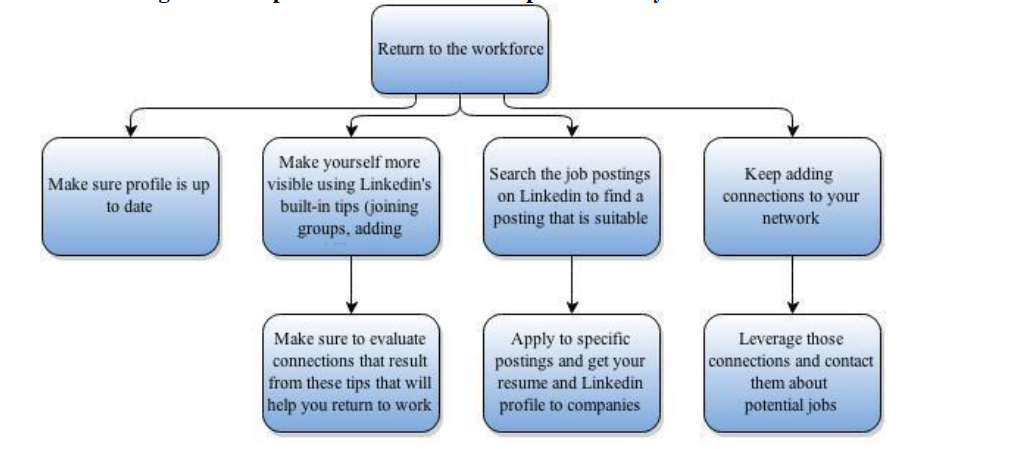 Return to the workforce
Make sure profile is up
to date
Make yourself more
visible using Linkedin's
built-in tips (joining
groups, adding
Search the job postings
on Linkedin to find a
posting that is suitable
Keep adding
connections to your
network
Make sure to evaluate
connections that result
from these tips that will
help you return to work
Apply to specific
postings and get your
resume and Linkedin
profile to companies
Leverage those
connections and contact
them about
potential jobs